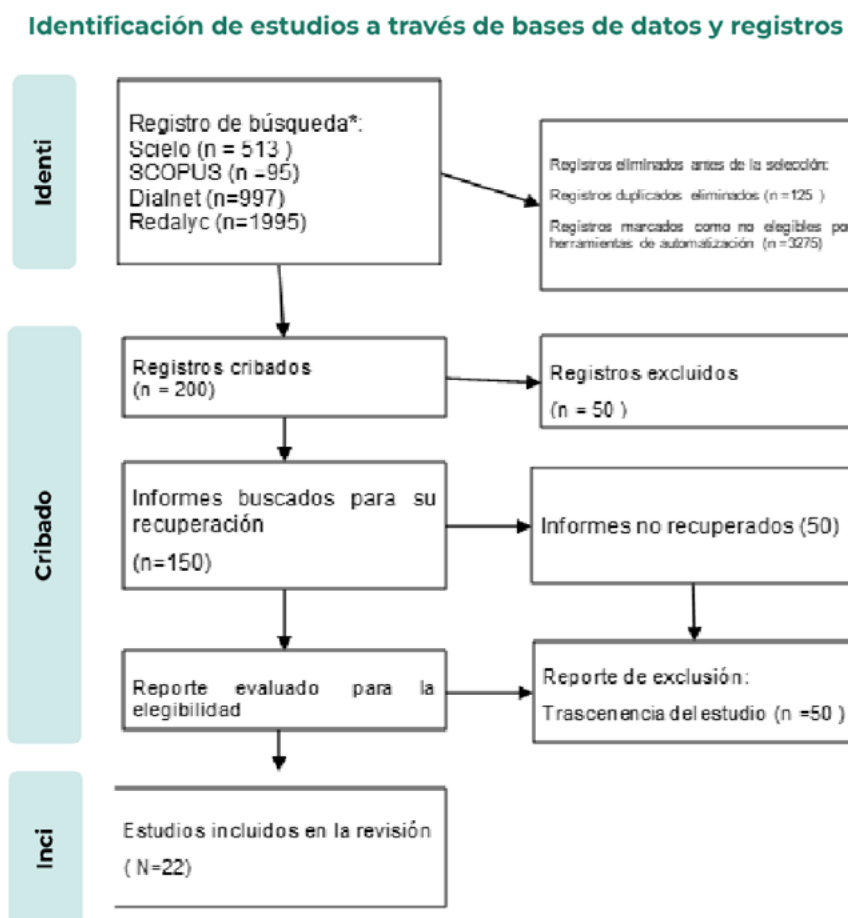 Identificación de estudios a través de bases de datos y registros
Identi
Registro de búsqueda*:
Scielo (n = 513 )
SCOPUS (n =95)
Dialnet (n=997)
Redalyc (n=1995)
Registros eliminados antes de la selección:
Registros duplicados eliminados (n =125 )
Registros marcados como no elegibles por
herramientas de automatización (n =3275)
Cribado
Registros cribados
(n = 200)
Registros excluidos
(n = 50 )
Informes buscados para su
recuperación
(n=150)
Informes no recuperados (50)
Reporte evaluado para la
elegibilidad
Reporte de exclusión:
Trascenencia del estudio (n =50 )
Inci
Estudios incluidos en la revisión
( N=22)